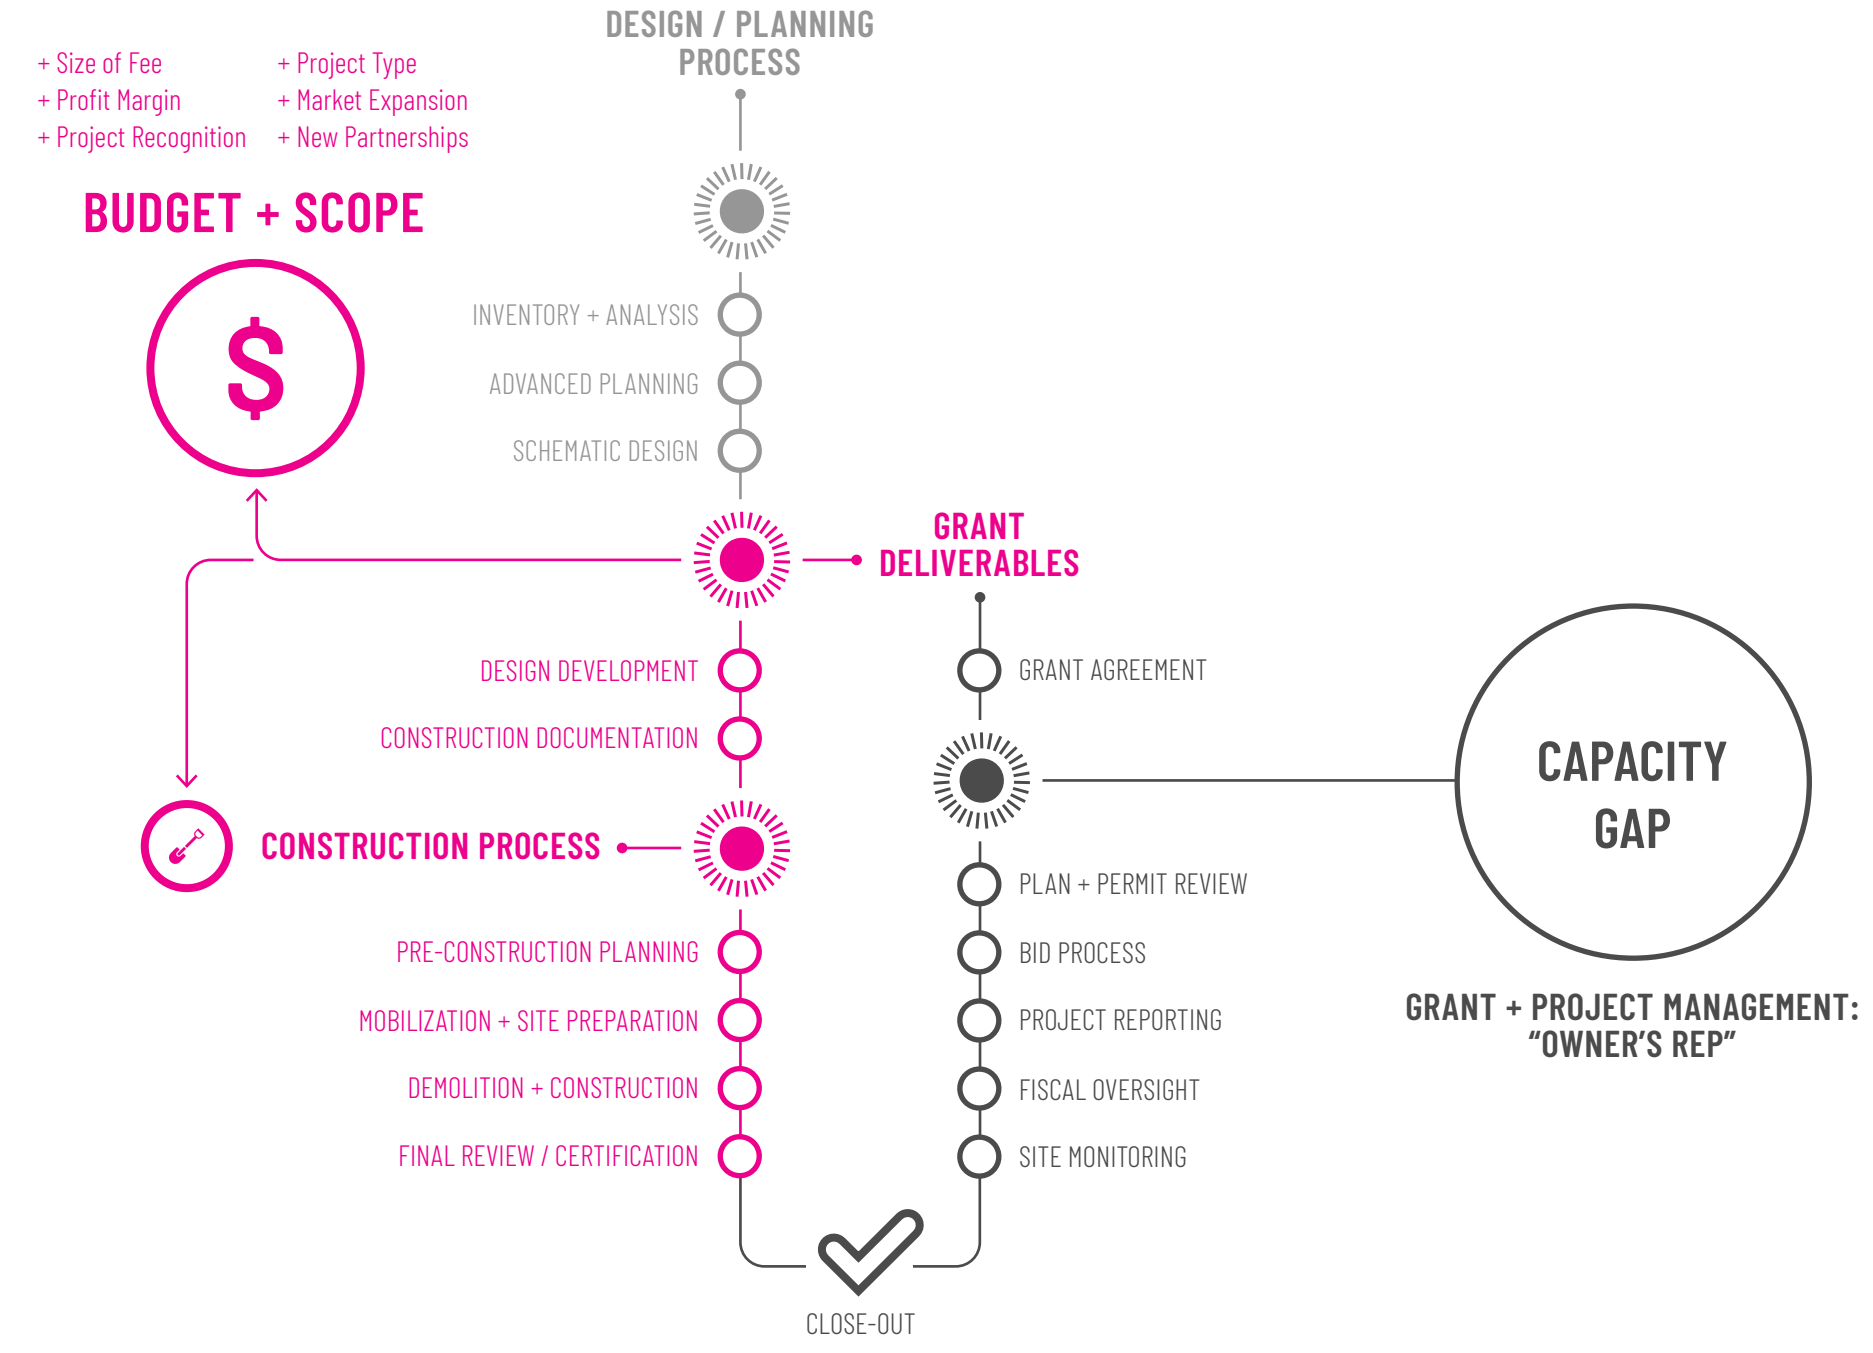 DESIGN / PLANNING
PROCESS
+ Size of Fee
+ Profit Margin
+ Project Recognition
+ Project Type
+ Market Expansion
+ New Partnerships
BUDGET + SCOPE
$
INVENTORY + ANALYSIS
ADVANCED PLANNING
SCHEMATIC DESIGN
GRANT
DELIVERABLES
DESIGN DEVELOPMENT
CONSTRUCTION DOCUMENTATION
CONSTRUCTION PROCESS
PRE-CONSTRUCTION PLANNING
MOBILIZATION + SITE PREPARATION
DEMOLITION + CONSTRUCTION
FINAL REVIEW / CERTIFICATION
GRANT AGREEMENT
PLAN + PERMIT REVIEW
BID PROCESS
PROJECT REPORTING
FISCAL OVERSIGHT
SITE MONITORING
CLOSE-OUT
CAPACITY
GAP
GRANT + PROJECT MANAGEMENT:
“OWNER’S REP”